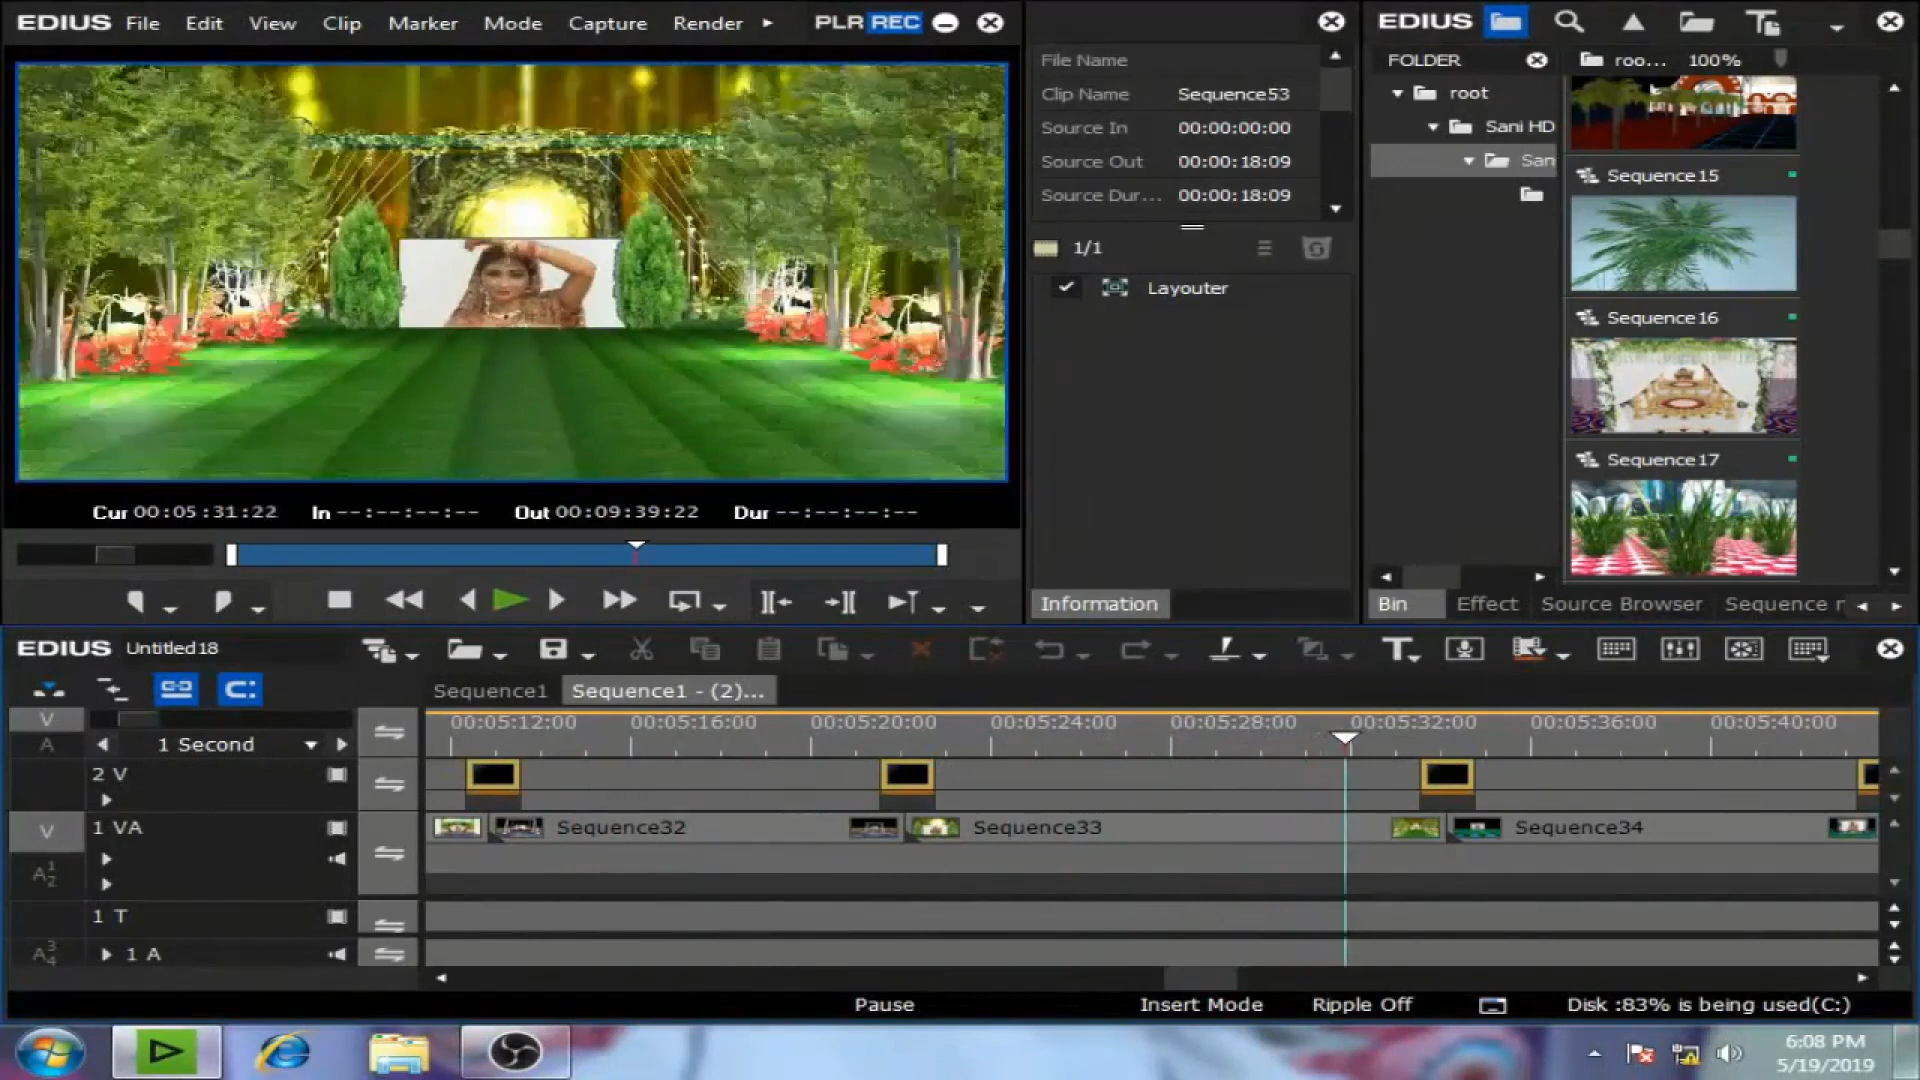 EDIUS File Edit View Clip Marker Mode Capture Render PLR REC
Cur 00:05:31:22 In --:--:--:-- Out 00:09:39:22 Dur --:--:--:--
File Name
Clip Name Sequence53
Source In 00:00:00:00
Source Out 00:00:18:09
Source Dur... 00:00:18:09
1/1
Layouter
Information
EDIUS
FOLDER
root
Sani HD
San
roo... 100%
Sequence15
Sequence16
Sequence17
Bin Effect Source Browser Sequence
EDIUS Untitled18
Sequence1 Sequence1 - (2)...
V
A
1 Second
00:05:12:00 00:05:16:00 00:05:20:00 00:05:24:00 00:05:28:00 00:05:32:00 00:05:36:00 00:05:40:00
2 V
V 1 VA Sequence32 Sequence33 Sequence34
A 1 2
1 T
A 3 4 1 A
Pause Insert Mode Ripple Off Disk :83% is being used(C:)
6:08 PM
5/19/2019